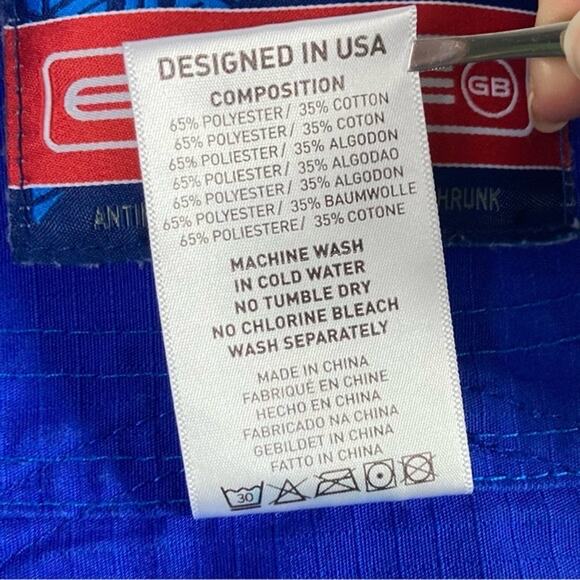 DESIGNED IN USA
COMPOSITION
65% POLYESTER/ 35% COTTON
65% POLYESTER/ 35% COTON
65% POLIESTER/ 35% ALGODON
65% POLYESTER/ 35% ALGODAO
65% POLYESTER/ 35% ALGODON
65% POLYESTER/ 35% BAUMWOLLE
65% POLIESTERE/ 35% COTONE
MACHINE WASH
IN COLD WATER
NO TUMBLE DRY
NO CHLORINE BLEACH
WASH SEPARATELY
MADE IN CHINA
FABRIQUÉ EN CHINE
HECHO EN CHINA
FABRICADO NA CHINA
GEBILDET IN CHINA
FATTO IN CHINA
30
E
GB
ANTI
HRUNK